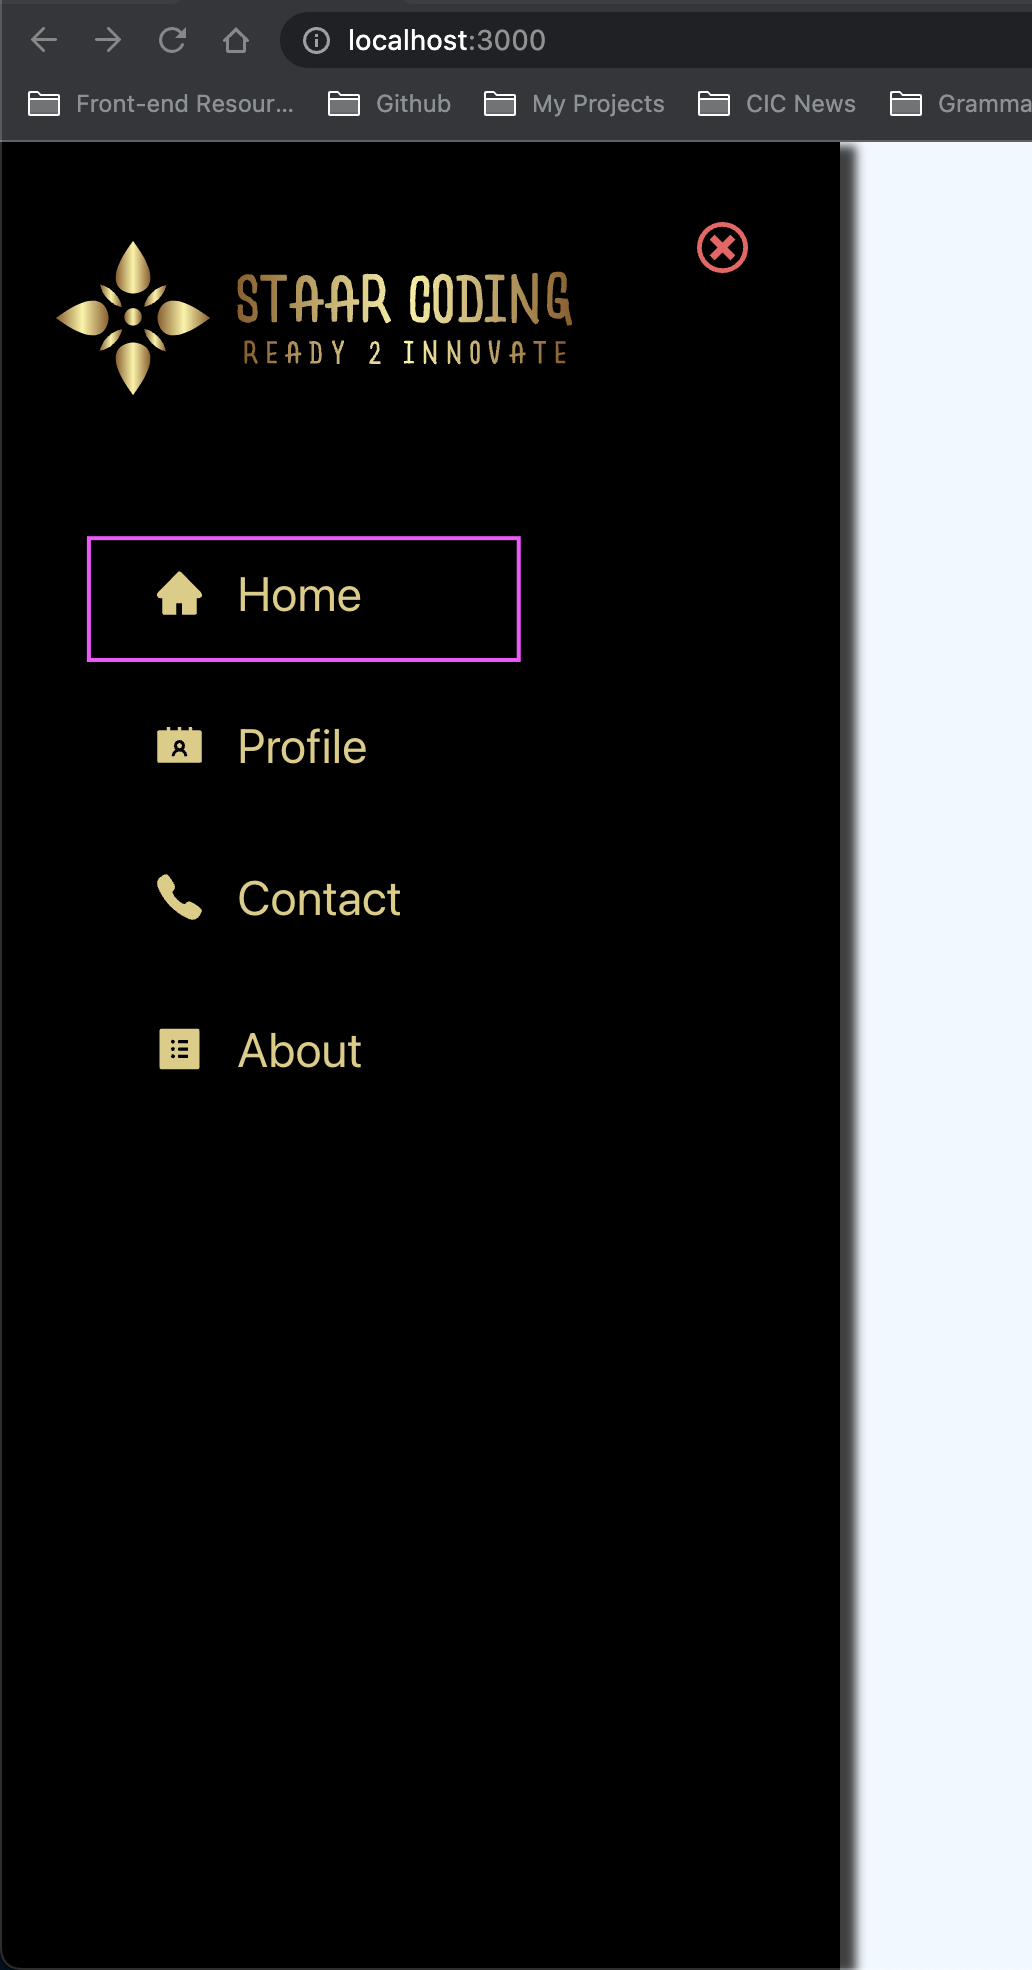 localhost:3000
Front-end Resour... Github My Projects CIC News Gramma
STAAR CODING
READY 2 INNOVATE
Home
Profile
Contact
About